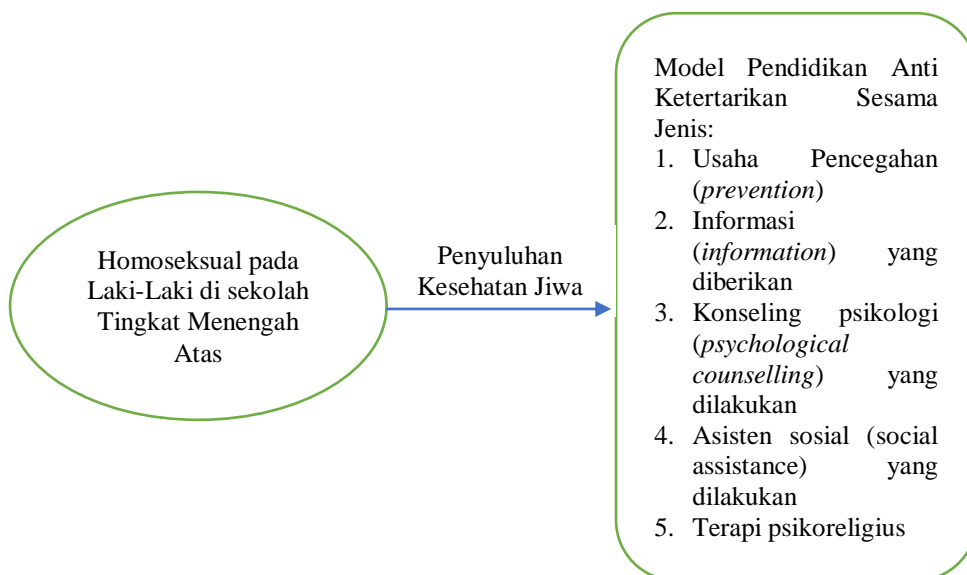 Homoseksual pada
Laki-Laki di sekolah
Tingkat Menengah
Atas
Penyuluhan
Kesehatan Jiwa
Model Pendidikan Anti
Ketertarikan Sesama
Jenis:
1. Usaha Pencegahan
(prevention)
2. Informasi
(information) yang
diberikan
3. Konseling psikologi
(psychological
counselling) yang
dilakukan
4. Asisten sosial (social
assistance) yang
dilakukan
5. Terapi psikoreligius